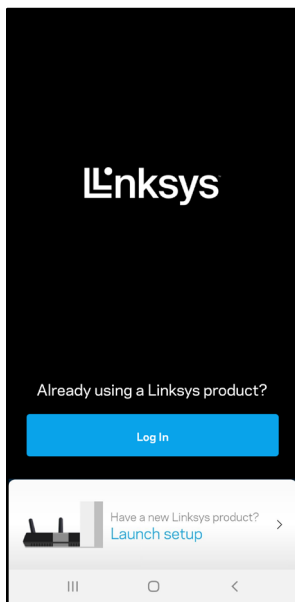 Linksys
Already using a Linksys product?
Log In
Have a new Linksys product?
Launch setup